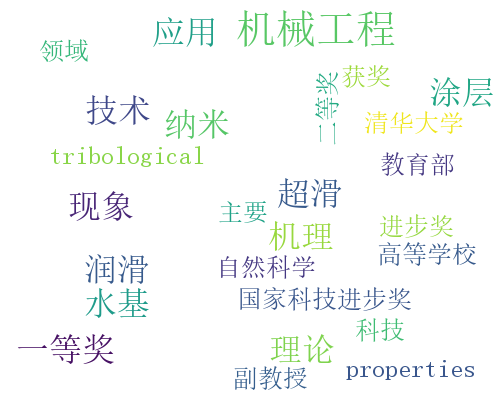 应用
机械工程
领域
二等奖
获奖
涂层
技术
纳米
清华大学
tribological
教育部
现象
超滑
主要
机理
进步奖
高等学校
润滑
自然科学
水基
国家科技进步奖
科技
一等奖
理论
副教授
properties